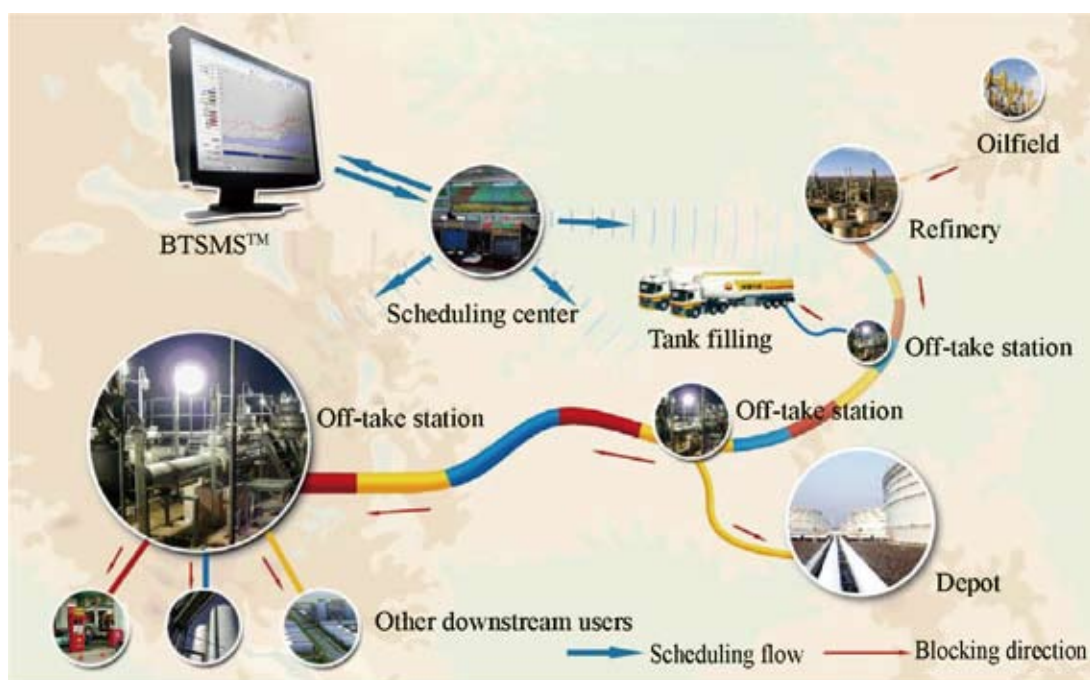 Oilfield
Refinery
BTSMS™
Scheduling center
Tank filling
Off-take station
Off-take station
Off-take station
Depot
Other downstream users
Scheduling flow
Blocking direction